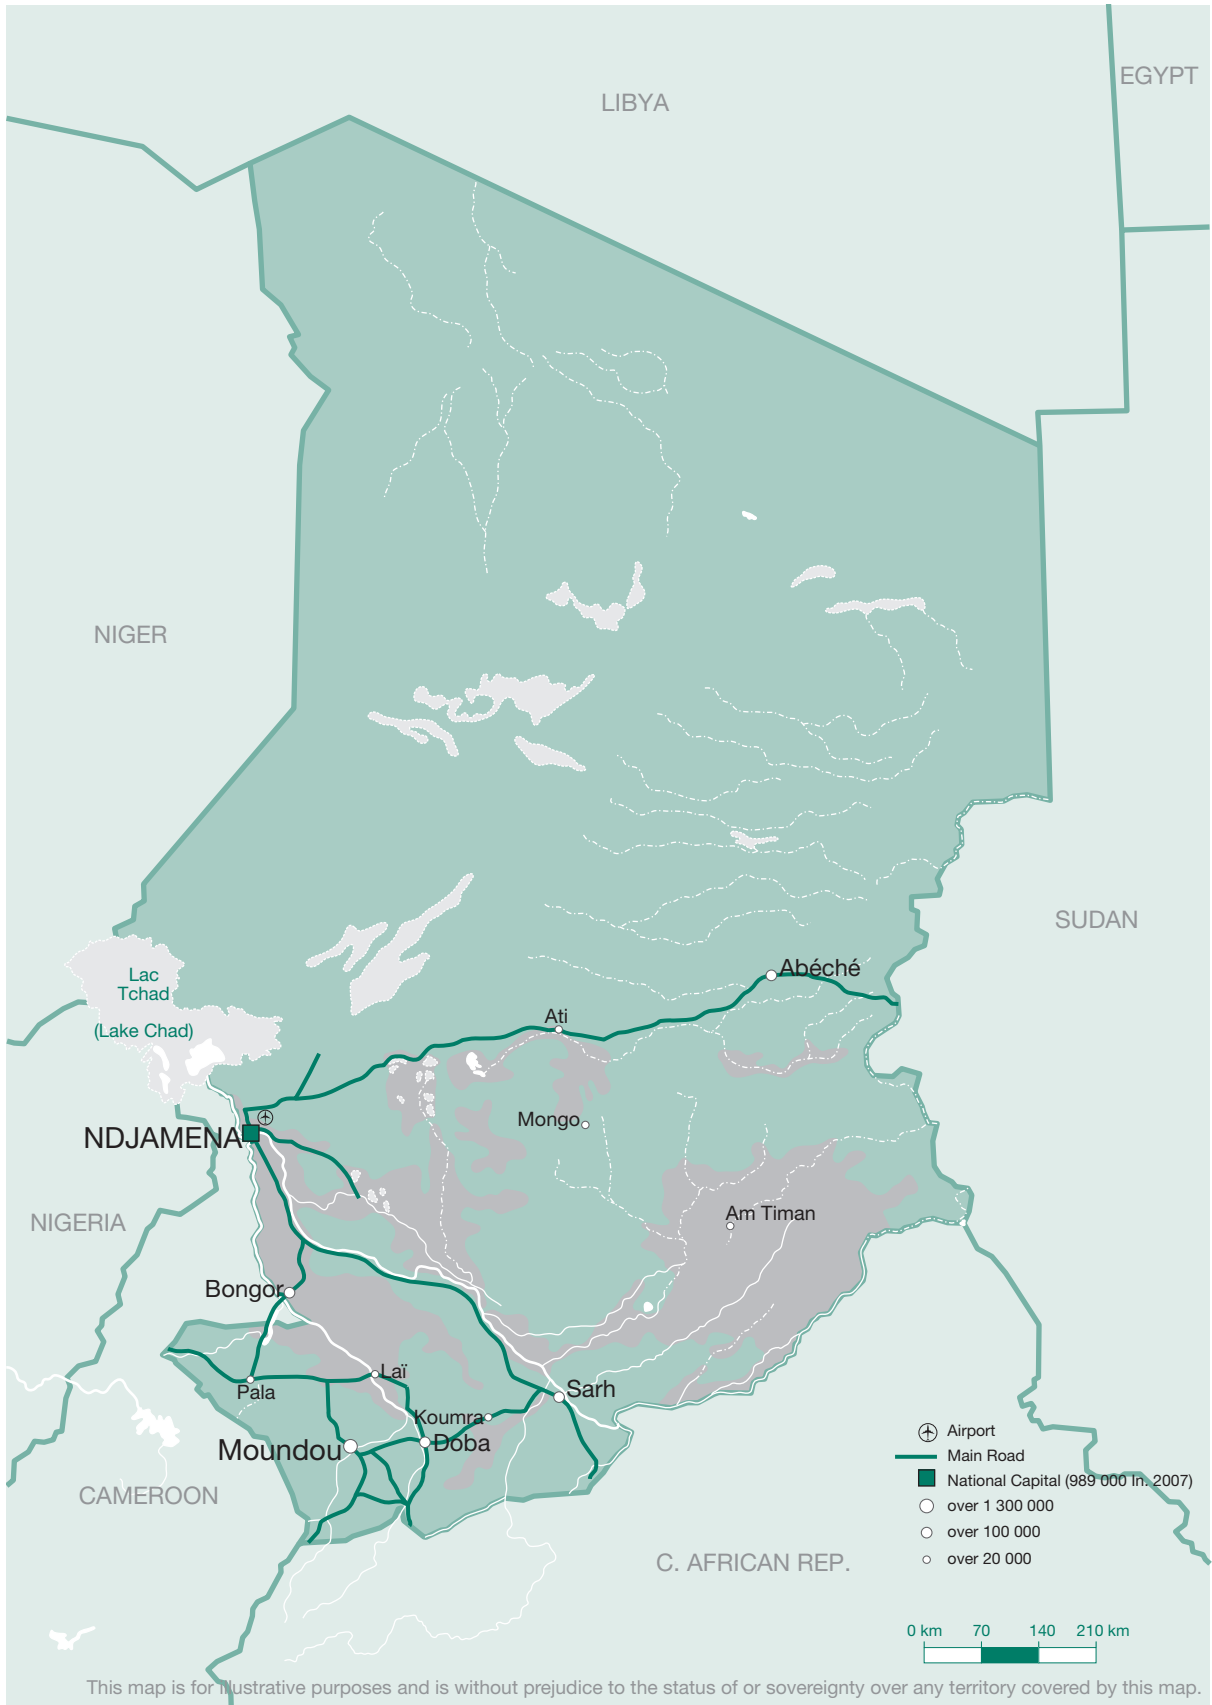 EGYPT
LIBYA
NIGER
SUDAN
Lac
Tchad
(Lake Chad)
Abéché
Ati
Mongo
NDJAMENA
Am Timan
NIGERIA
Bongor
Laï
Pala
Sarh
Koumra
Doba
Moundou
CAMEROON
C. AFRICAN REP.
Airport
Main Road
National Capital (989 000 In. 2007)
over 1 300 000
over 100 000
over 20 000
0 km 70 140 210 km
This map is for illustrative purposes and is without prejudice to the status of or sovereignty over any territory covered by this map.